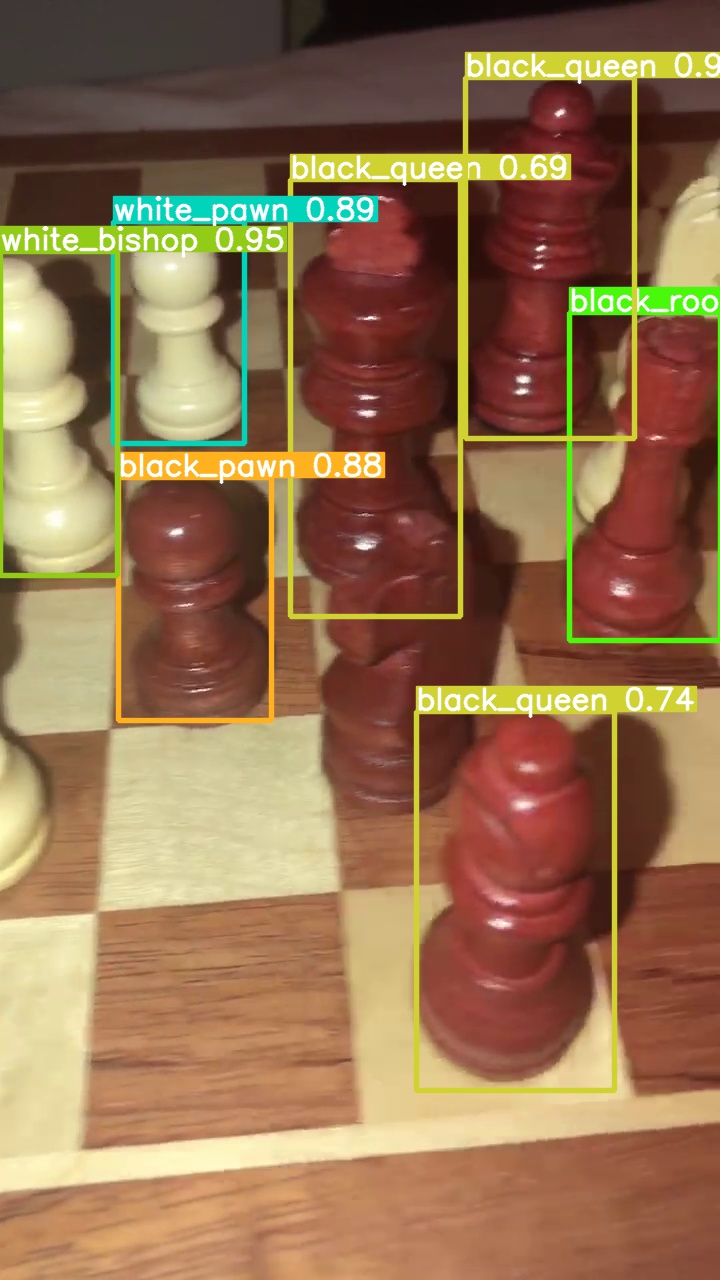 black_queen 0.9
black_queen 0.69
white_pawn 0.89
white_bishop 0.95
black_roo
black_pawn 0.88
black_queen 0.74